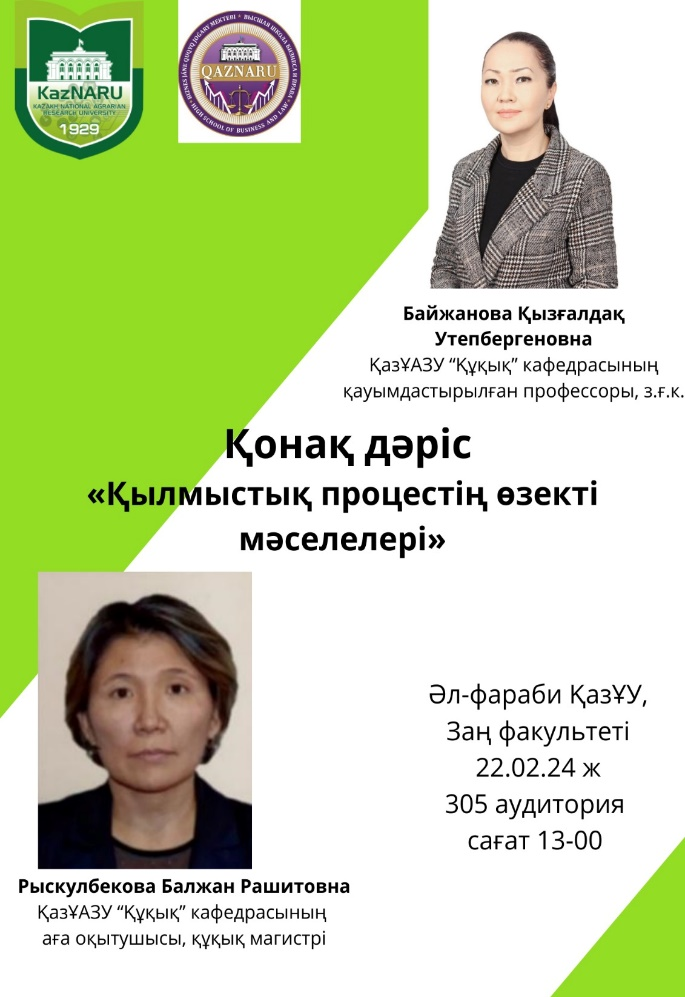 KazNARU
KAZAKH NATIONAL AGRARIAN
RESEARCH UNIVERSITY
1929
QAZNARU
HIGH SCHOOL OF BUSINESS AND LAW
Байжанова Қызғалдақ
Утепбергеновна
ҚазҰАЗУ “Құқық” кафедрасының
қауымдастырылған профессоры, з.ғ.к.
Қонақ дәріс
«Қылмыстық процестің өзекті
мәселелері»
Әл-фараби ҚазҰУ,
Заң факультеті
22.02.24 ж
305 аудитория
сағат 13-00
Рыскулбекова Балжан Рашитовна
ҚазҰАЗУ “Құқық” кафедрасының
аға оқытушысы, құқық магистрі